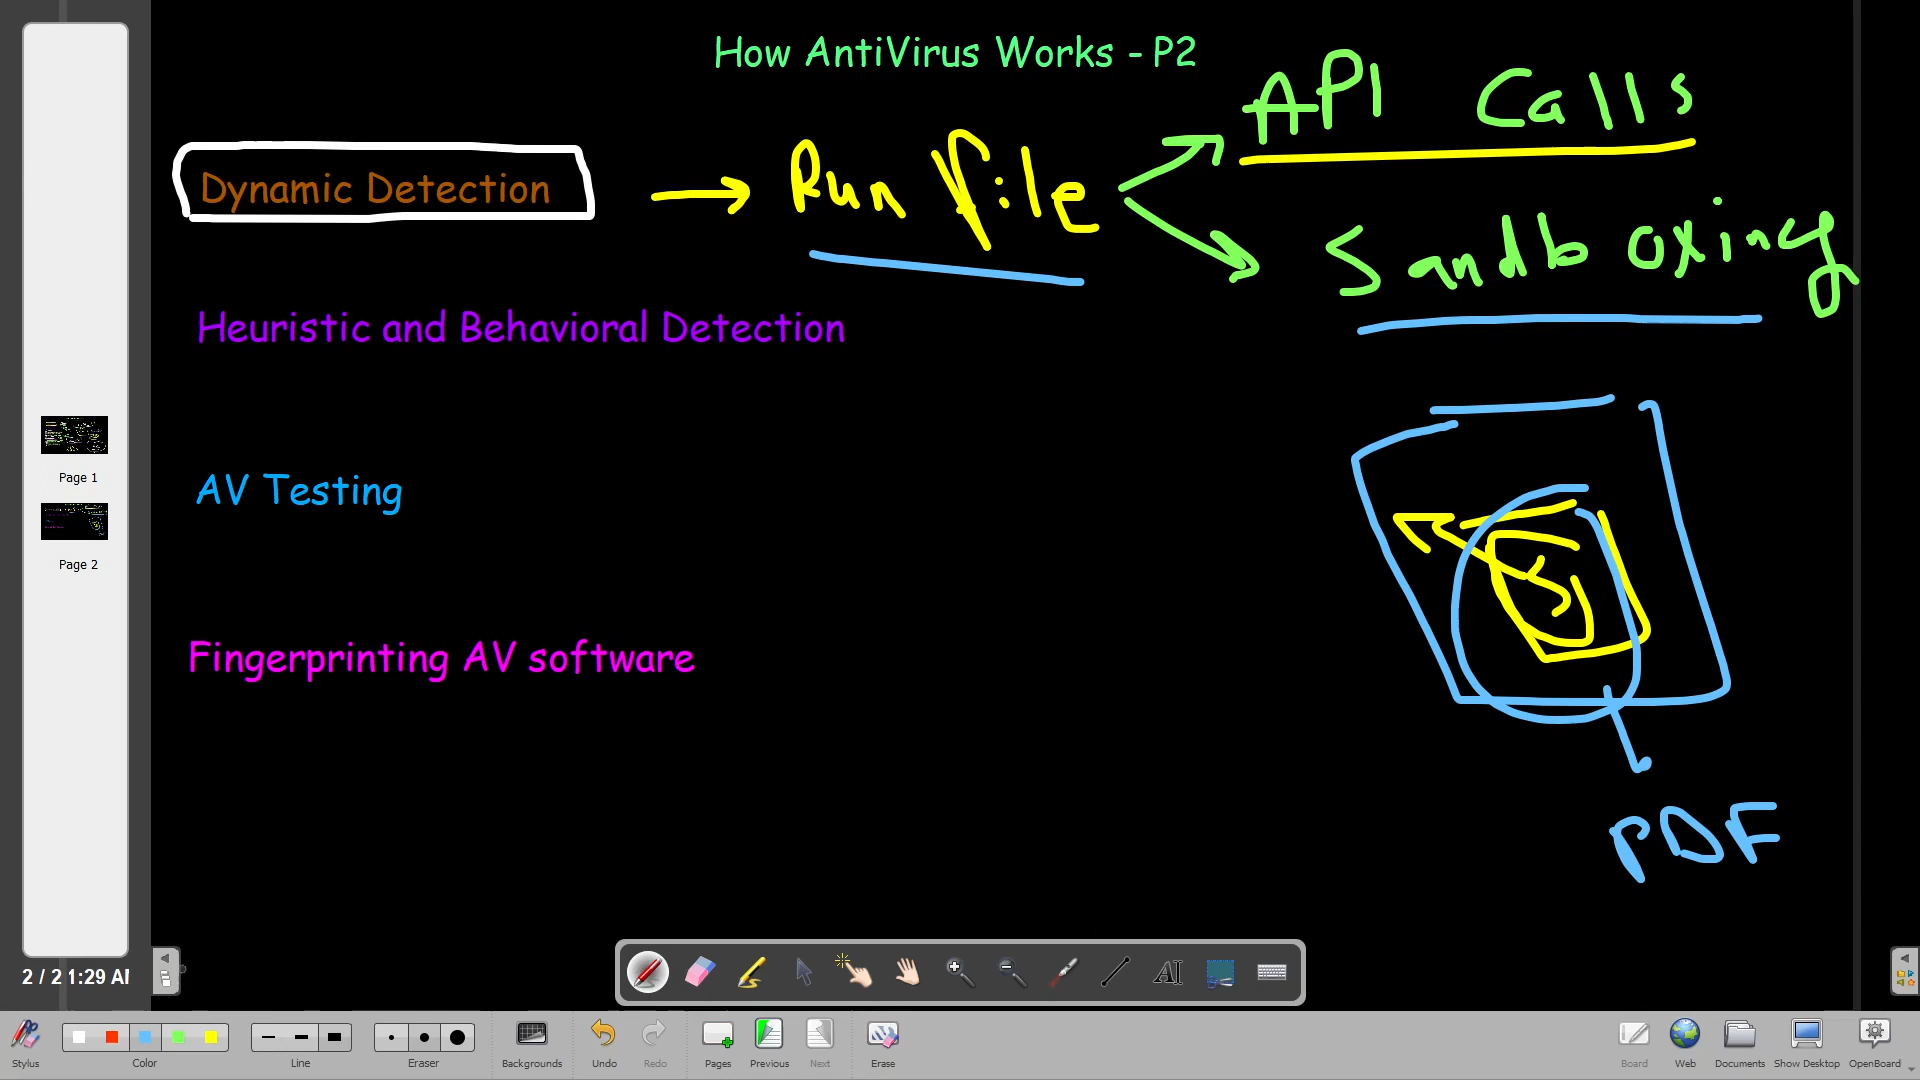 How AntiVirus Works - P2
API Calls
Dynamic Detection
Run file
Sandboxing
Heuristic and Behavioral Detection
AV Testing
S
Fingerprinting AV software
PDF
Page 1
Page 2
2 / 2 1:29 AM
AI
Stylus
Color
Line
Eraser
Backgrounds
Undo
Redo
Pages
Previous
Next
Erase
Board
Web
Documents
Show Desktop
OpenBoard